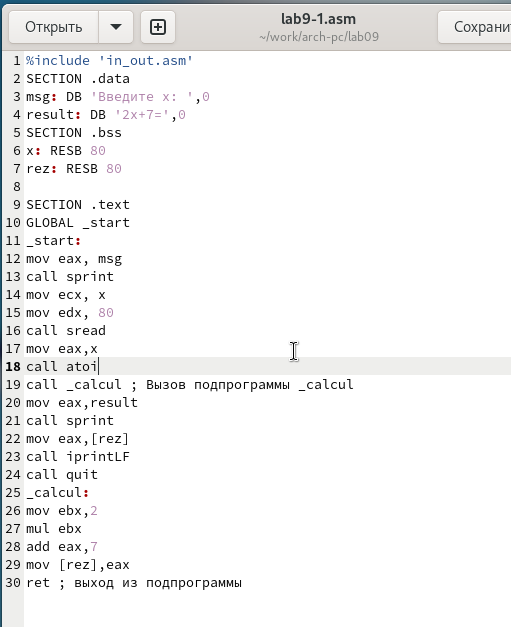 Открыть
lab9-1.asm
~/work/arch-pc/lab09
Сохрани
1 %include 'in_out.asm'
2 SECTION .data
3 msg: DB 'Введите x: ',0
4 result: DB '2x+7=',0
5 SECTION .bss
6 x: RESB 80
7 rez: RESB 80
8
9 SECTION .text
10 GLOBAL _start
11 _start:
12 mov eax, msg
13 call sprint
14 mov ecx, x
15 mov edx, 80
16 call sread
17 mov eax,x
18 call atoi
19 call _calcul ; Вызов подпрограммы _calcul
20 mov eax,result
21 call sprint
22 mov eax,[rez]
23 call iprintLF
24 call quit
25 _calcul:
26 mov ebx,2
27 mul ebx
28 add eax,7
29 mov [rez],eax
30 ret ; выход из подпрограммы